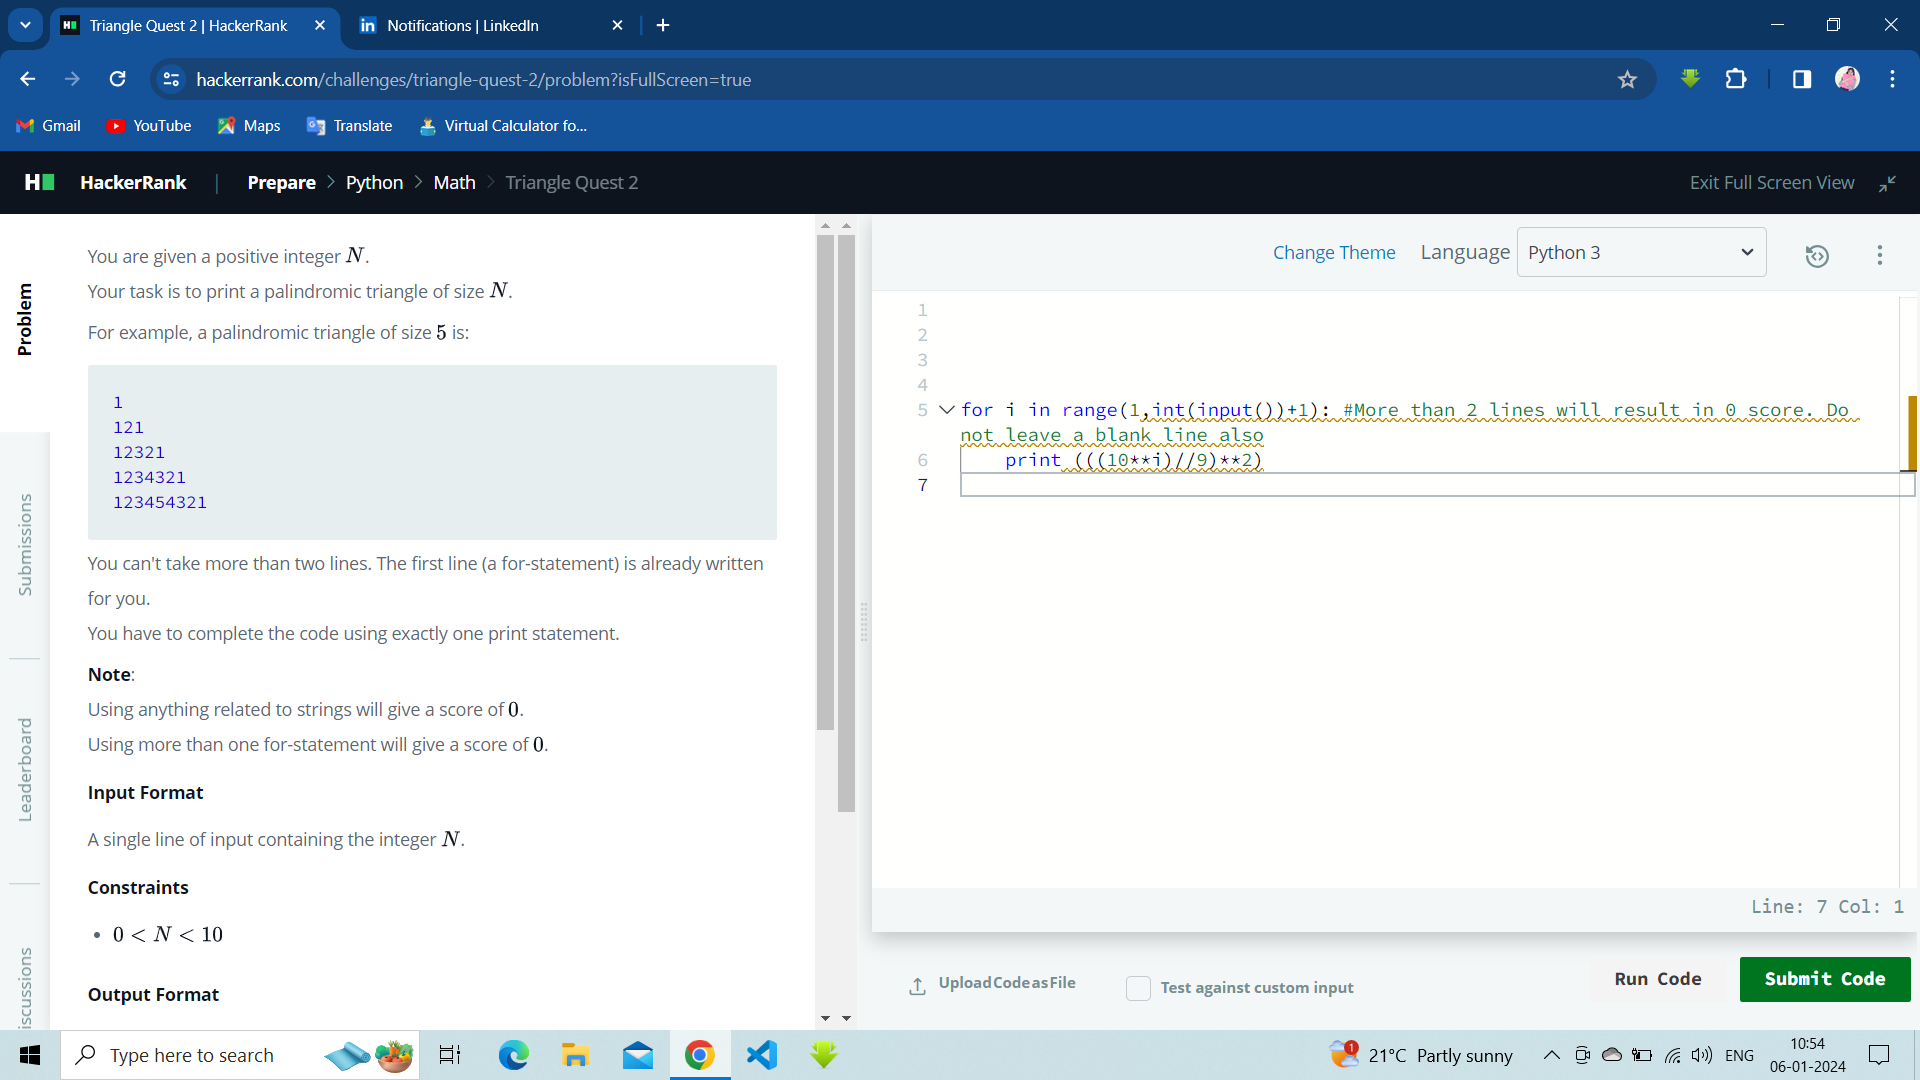 Triangle Quest 2 | HackerRank
Notifications | LinkedIn
hackerrank.com/challenges/triangle-quest-2/problem?isFullScreen=true
Gmail
YouTube
Maps
Translate
Virtual Calculator fo...
HackerRank | Prepare > Python > Math > Triangle Quest 2
Exit Full Screen View
Problem
Submissions
Leaderboard
iscussions
You are given a positive integer N.
Your task is to print a palindromic triangle of size N.
For example, a palindromic triangle of size 5 is:
1
121
12321
1234321
123454321
You can't take more than two lines. The first line (a for-statement) is already written
for you.
You have to complete the code using exactly one print statement.
Note:
Using anything related to strings will give a score of 0.
Using more than one for-statement will give a score of 0.
Input Format
A single line of input containing the integer N.
Constraints
• 0 < N < 10
Output Format
Change Theme
Language
Python 3
1
2
3
4
5 for i in range(1,int(input())+1): #More than 2 lines will result in 0 score. Do
not leave a blank line also
6 print (((10**i)//9)**2)
7
Line: 7 Col: 1
Upload Code as File
Test against custom input
Run Code
Submit Code
Type here to search
1
21°C Partly sunny
ENG
10:54
06-01-2024